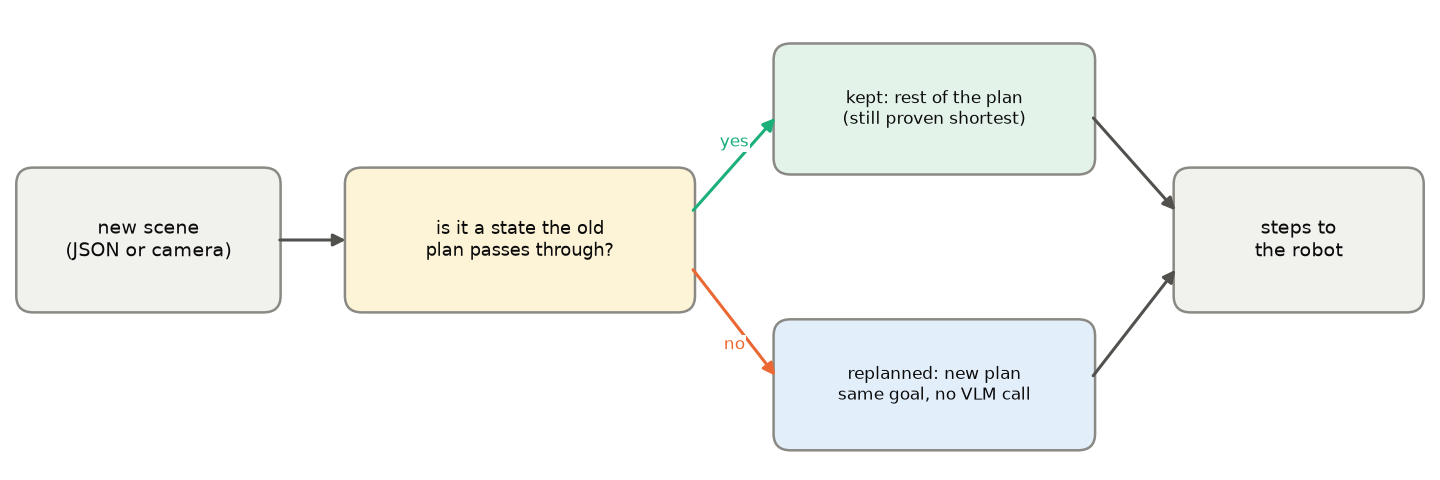 new scene
(JSON or camera)
is it a state the old
plan passes through?
yes
kept: rest of the plan
(still proven shortest)
no
replanned: new plan
same goal, no VLM call
steps to
the robot